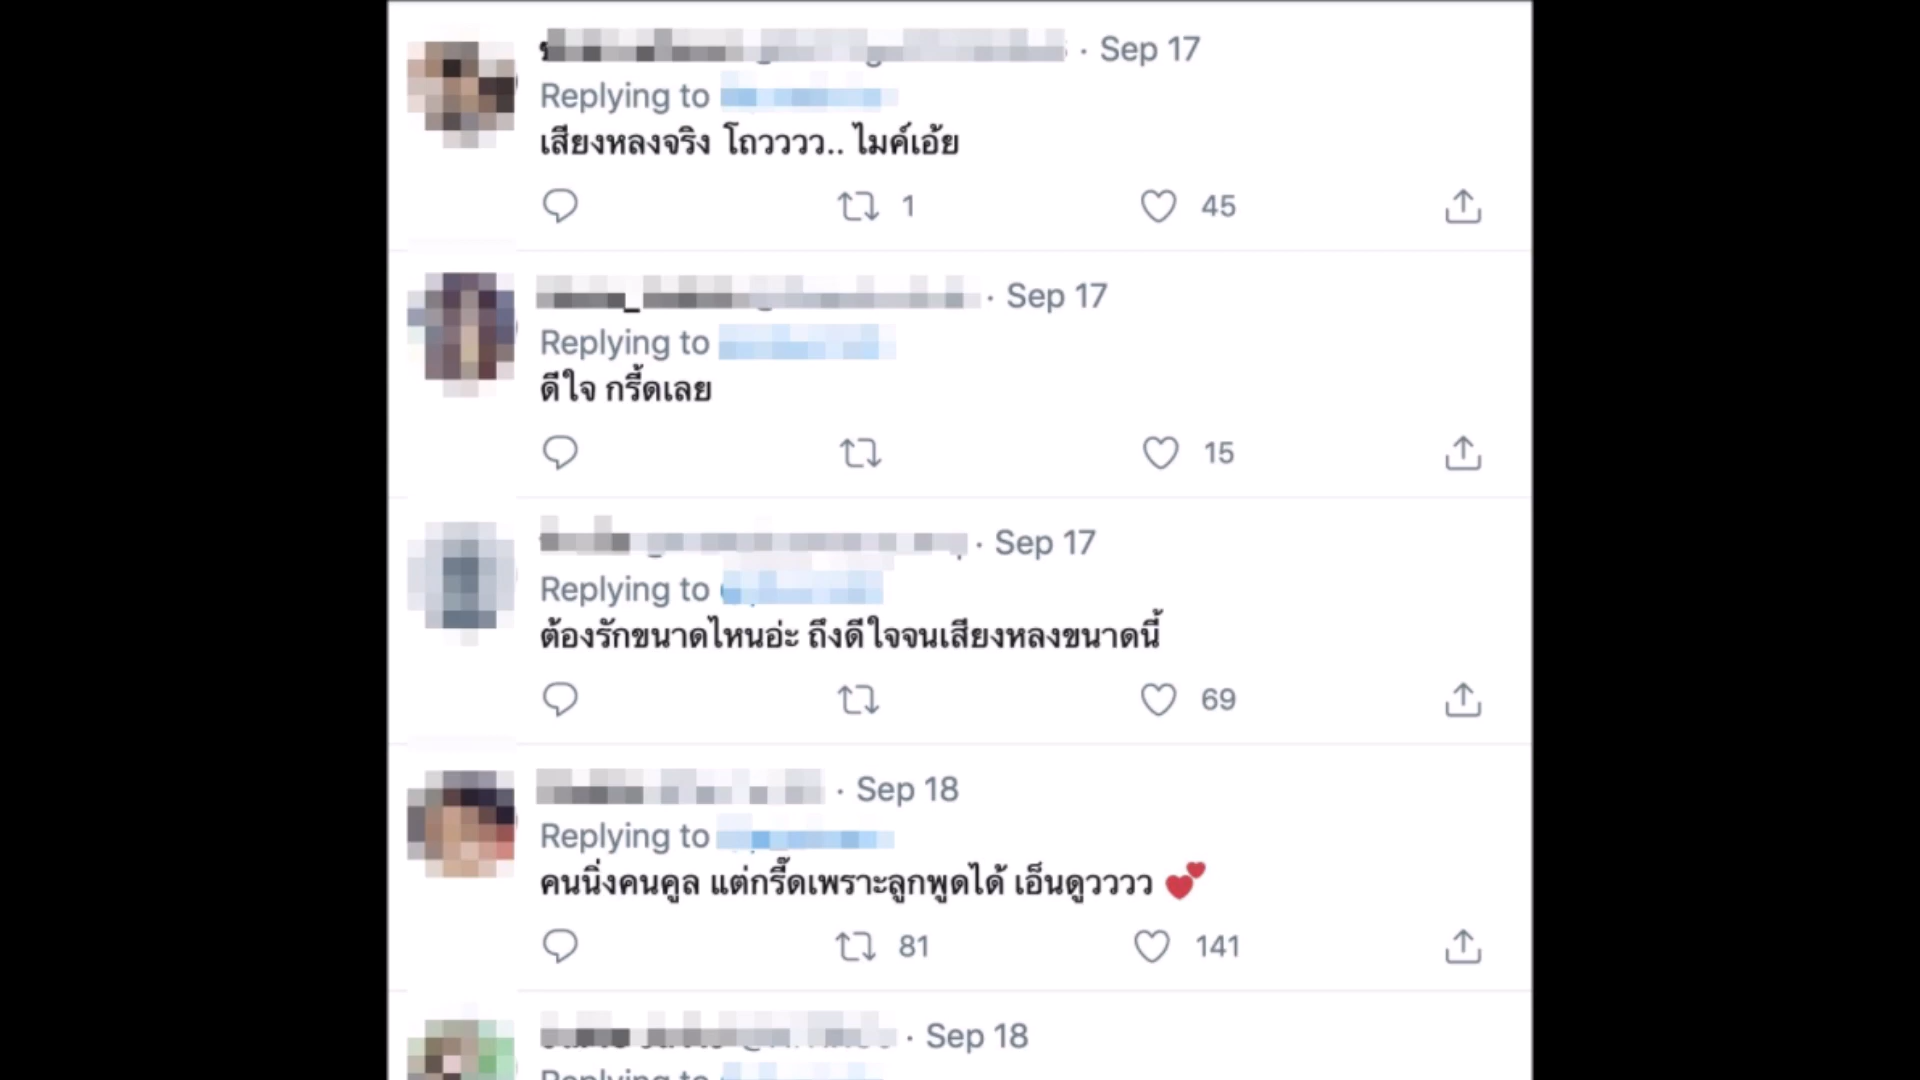 · Sep 17
Replying to
เสียงหลงจริง โถวววว.. ไมค์เอ้ย
1 45
· Sep 17
Replying to
ดีใจ กรี้ดเลย
15
· Sep 17
Replying to
ต้องรักขนาดไหนอ่ะ ถึงดีใจจนเสียงหลงขนาดนี้
69
· Sep 18
Replying to
คนนิ่งคนคูล แต่กรี๊ดเพราะลูกพูดได้ เอ็นดูวววว 💕
81 141
· Sep 18
Replying to